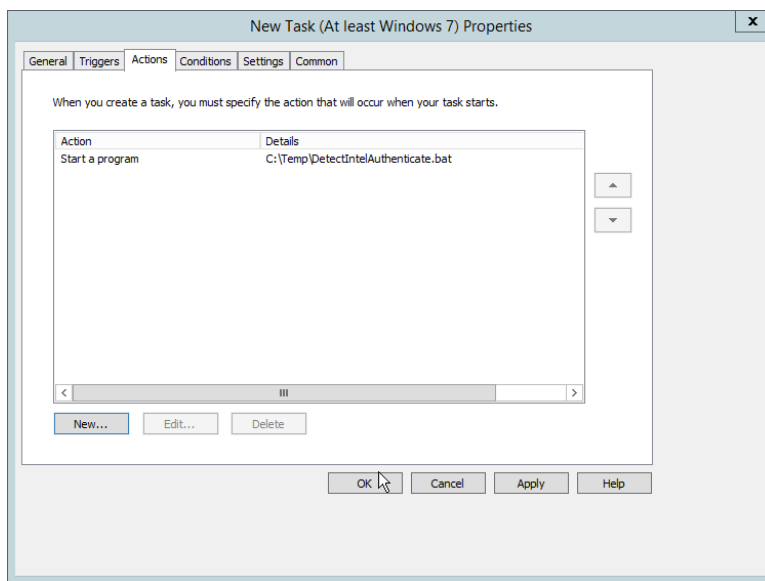 New Task (At least Windows 7) Properties
x
General Triggers Actions Conditions Settings Common
When you create a task, you must specify the action that will occur when your task starts.
Action Details
Start a program C:\Temp\DetectIntelAuthenticate.bat
New... Edit... Delete
OK Cancel Apply Help